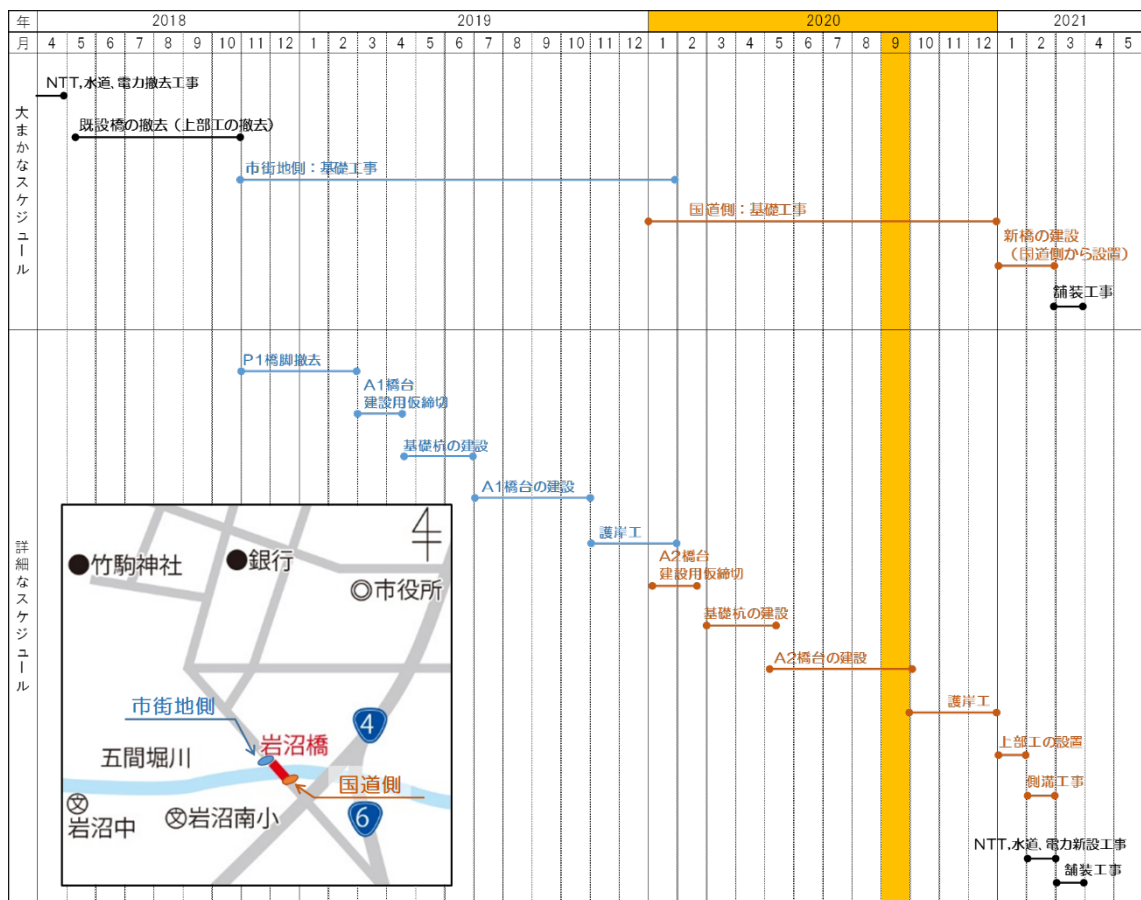 年 2018 2019 2020 2021
月 4 5 6 7 8 9 10 11 12 1 2 3 4 5 6 7 8 9 10 11 12 1 2 3 4 5 6 7 8 9 10 11 12 1 2 3 4 5
大まかなスケジュール
NTT,水道、電力撤去工事
既設橋の撤去（上部工の撤去）
市街地側：基礎工事
国道側：基礎工事
新橋の建設
（国道側から設置）
舗装工事
詳細なスケジュール
P1橋脚撤去
A1橋台
建設用仮締切
基礎杭の建設
A1橋台の建設
護岸工
A2橋台
建設用仮締切
基礎杭の建設
A2橋台の建設
護岸工
上部工の設置
側溝工事
NTT,水道、電力新設工事
舗装工事
竹駒神社
銀行
市役所
市街地側
4
岩沼橋
五間堀川
国道側
6
文
岩沼中
文岩沼南小